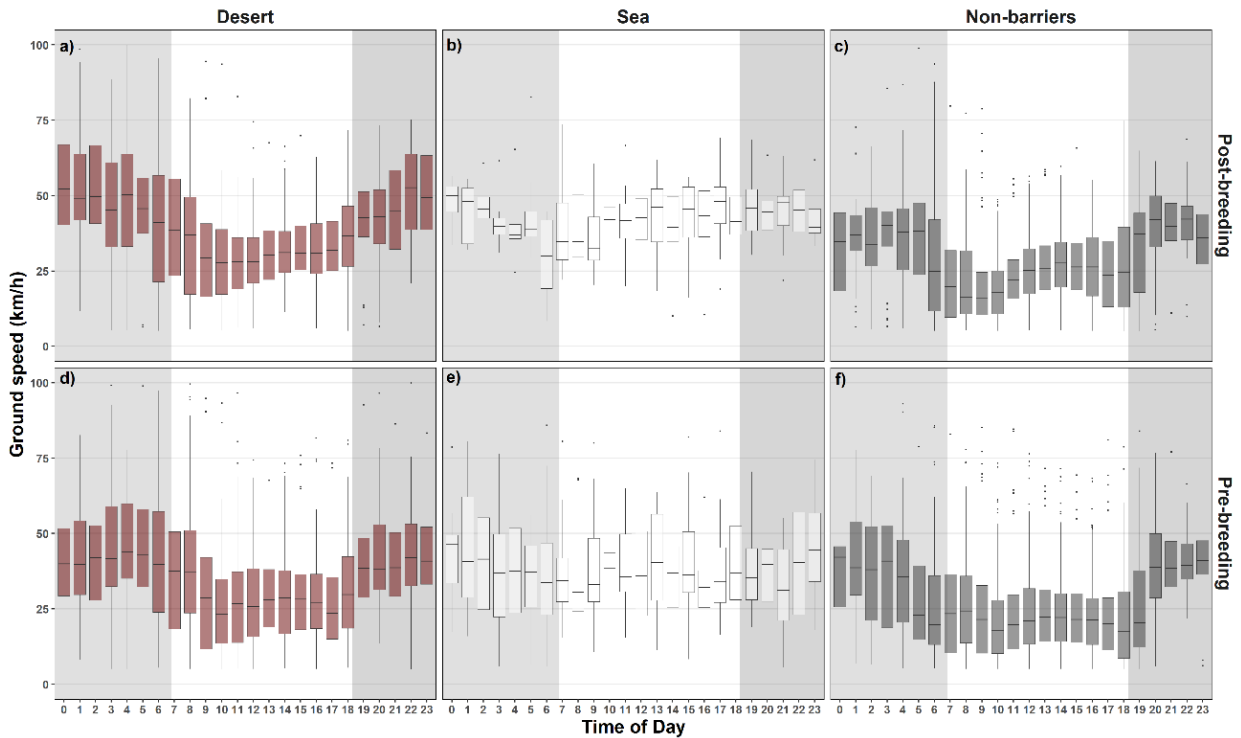 Desert Sea Non-barriers
a) b) c)
100
75
50
25
0
Post-breeding
d) e) f)
100
75
50
25
0
Pre-breeding
Ground speed (km/h)
0 1 2 3 4 5 6 7 8 9 10 11 12 13 14 15 16 17 18 19 20 21 22 23 0 1 2 3 4 5 6 7 8 9 10 11 12 13 14 15 16 17 18 19 20 21 22 23 0 1 2 3 4 5 6 7 8 9 10 11 12 13 14 15 16 17 18 19 20 21 22 23
Time of Day